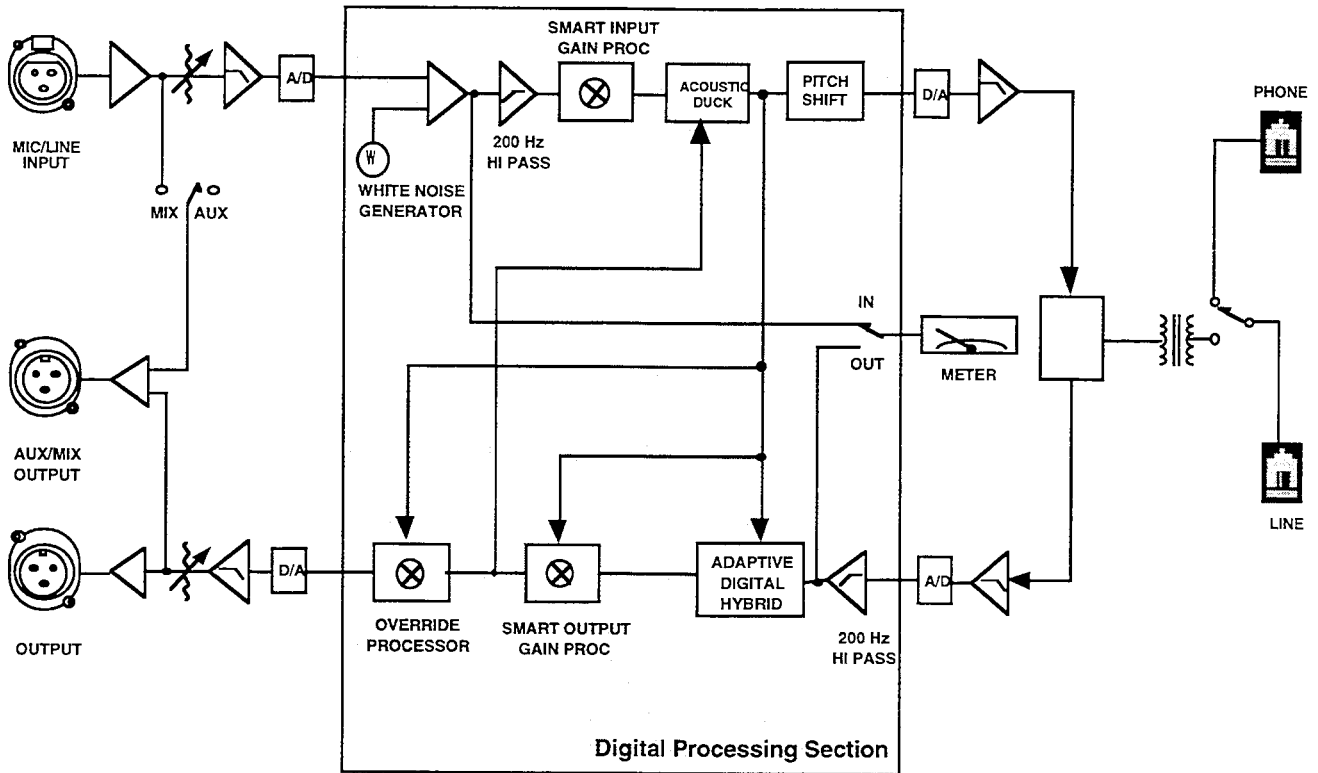 SMART INPUT
GAIN PROC
A/D
ACOUSTIC
DUCK
PITCH
SHIFT
D/A
PHONE
MIC/LINE
INPUT
200 Hz
HI PASS
W
WHITE NOISE
GENERATOR
MIX
AUX
IN
OUT
METER
AUX/MIX
OUTPUT
LINE
D/A
ADAPTIVE
DIGITAL
HYBRID
A/D
OUTPUT
OVERRIDE
PROCESSOR
SMART OUTPUT
GAIN PROC
200 Hz
HI PASS
Digital Processing Section